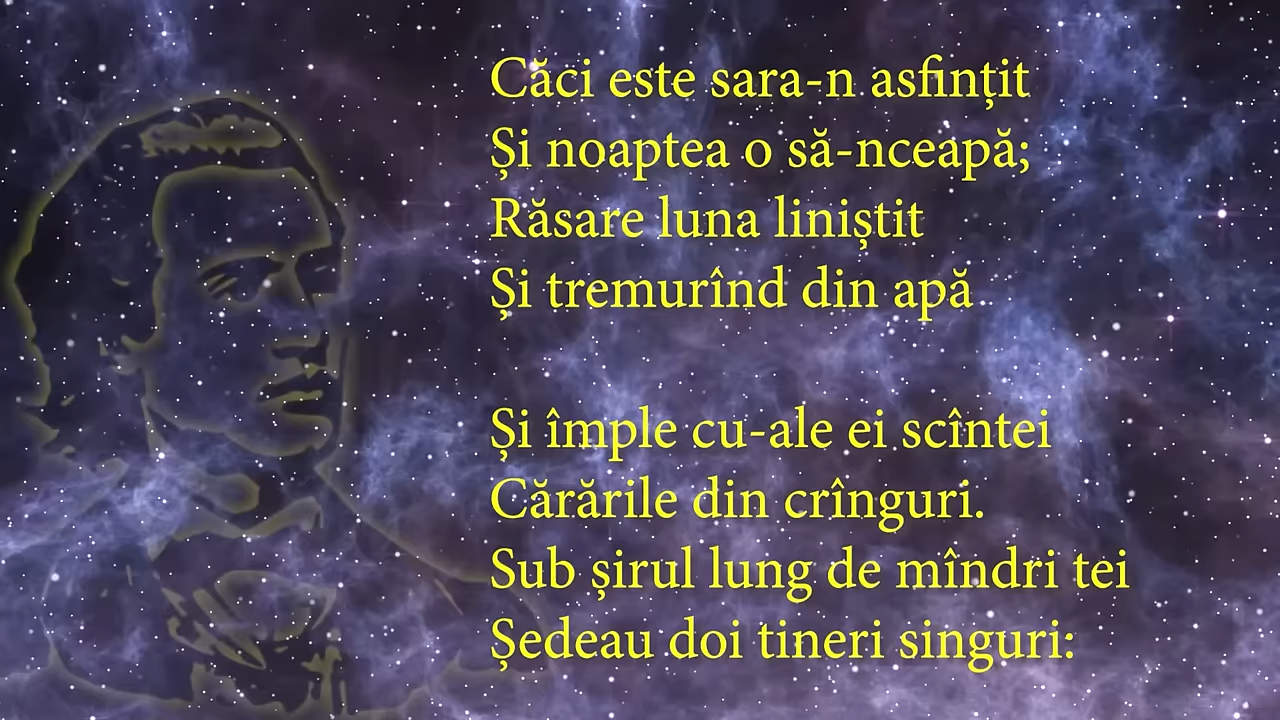 Căci este sara-n asfințit
Și noaptea o să-nceapă;
Răsare luna liniștit
Și tremurînd din apă
Și împle cu-ale ei scîntei
Cărările din crînguri.
Sub șirul lung de mîndri tei
Ședeau doi tineri singuri: